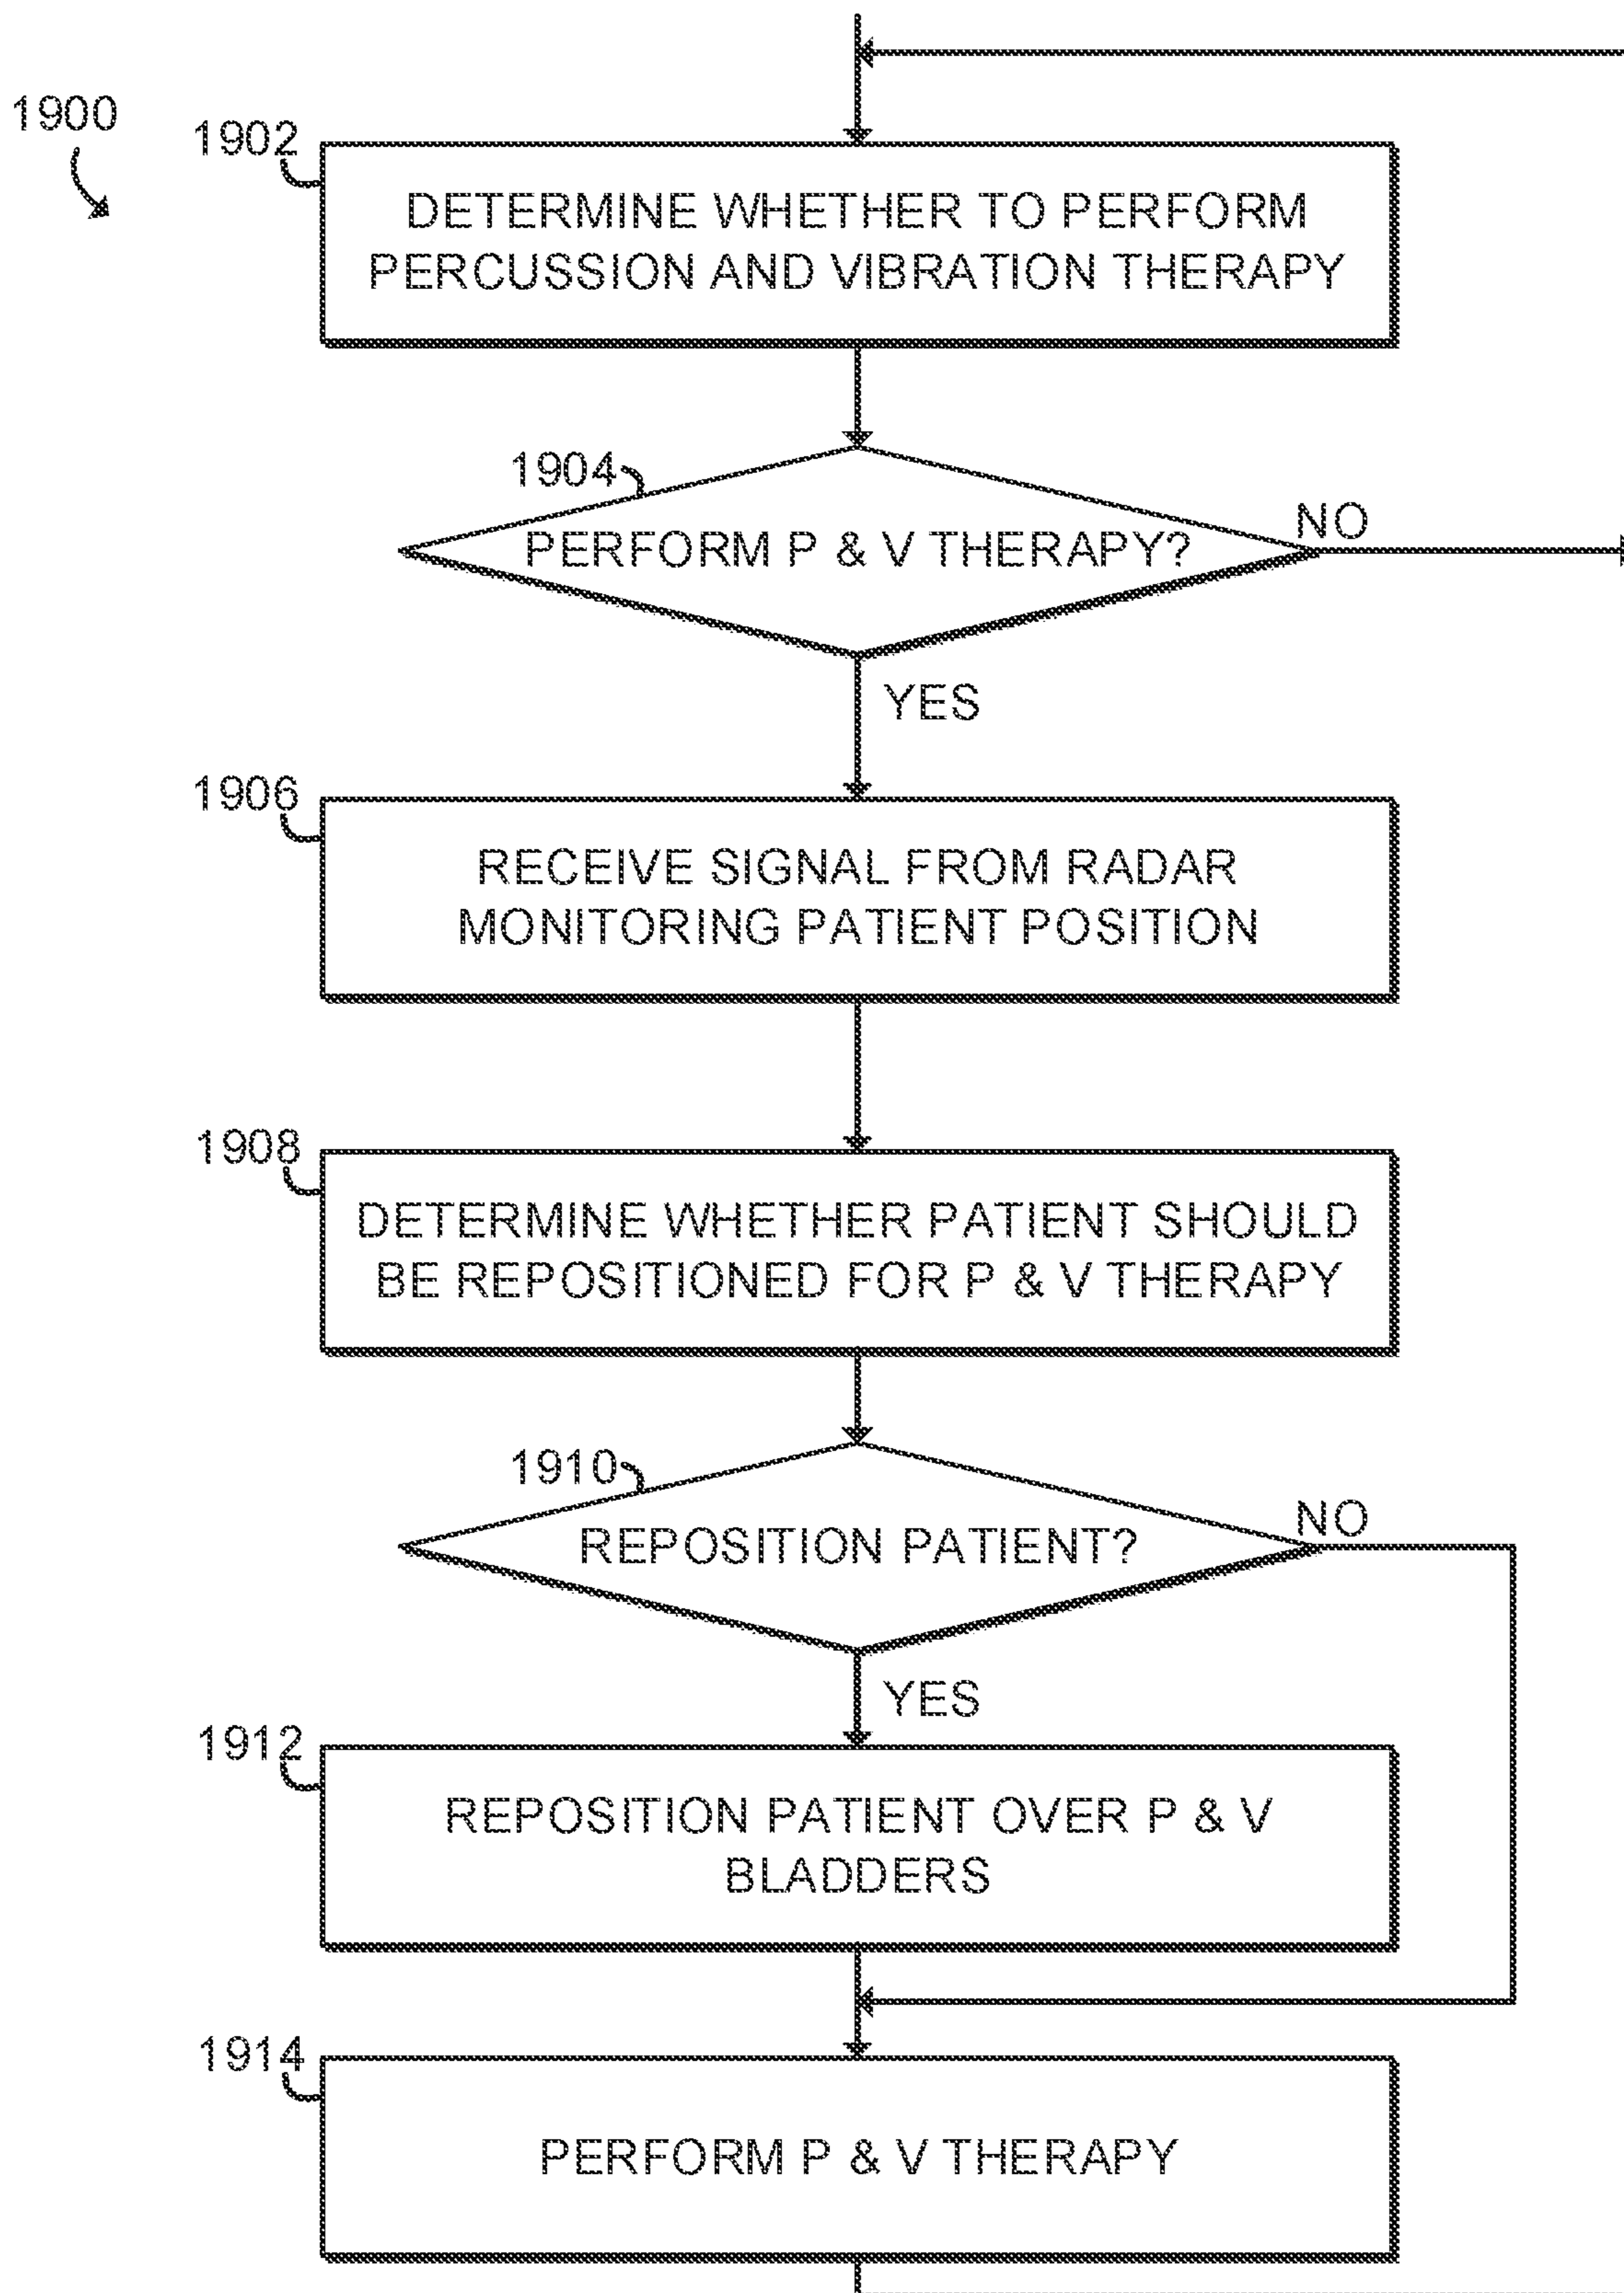 1900
1902
DETERMINE WHETHER TO PERFORM
PERCUSSION AND VIBRATION THERAPY
1904
PERFORM P & V THERAPY?
NO
YES
1906
RECEIVE SIGNAL FROM RADAR
MONITORING PATIENT POSITION
1908
DETERMINE WHETHER PATIENT SHOULD
BE REPOSITIONED FOR P & V THERAPY
1910
REPOSITION PATIENT?
NO
YES
1912
REPOSITION PATIENT OVER P & V
BLADDERS
1914
PERFORM P & V THERAPY